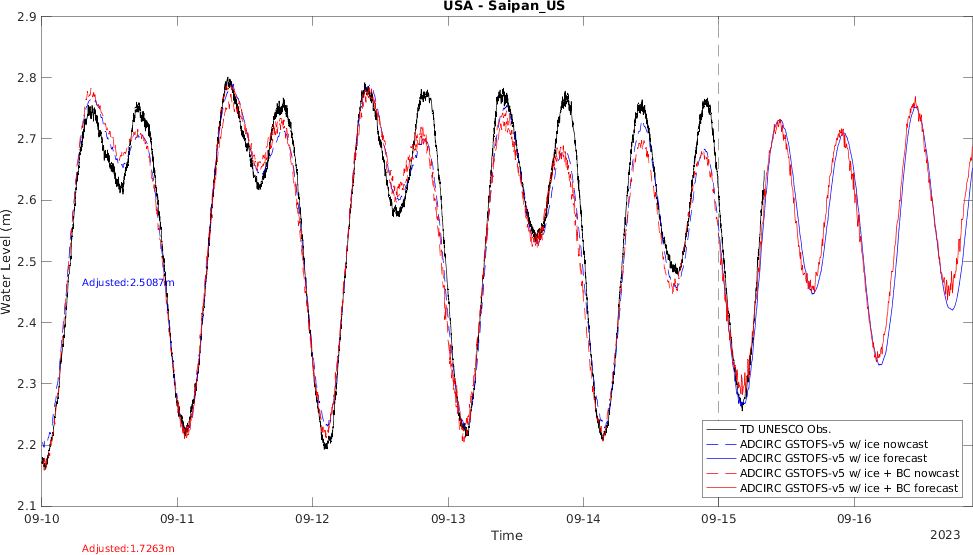 USA - Saipan_US
2.9
2.8
2.7
2.6
2.5
2.4
2.3
2.2
2.1
Water Level (m)
Adjusted:2.5087m
TD UNESCO Obs.
ADCIRC GSTOFS-v5 w/ ice nowcast
ADCIRC GSTOFS-v5 w/ ice forecast
ADCIRC GSTOFS-v5 w/ ice + BC nowcast
ADCIRC GSTOFS-v5 w/ ice + BC forecast
09-10 09-11 09-12 09-13 09-14 09-15 09-16
Time
2023
Adjusted:1.7263m